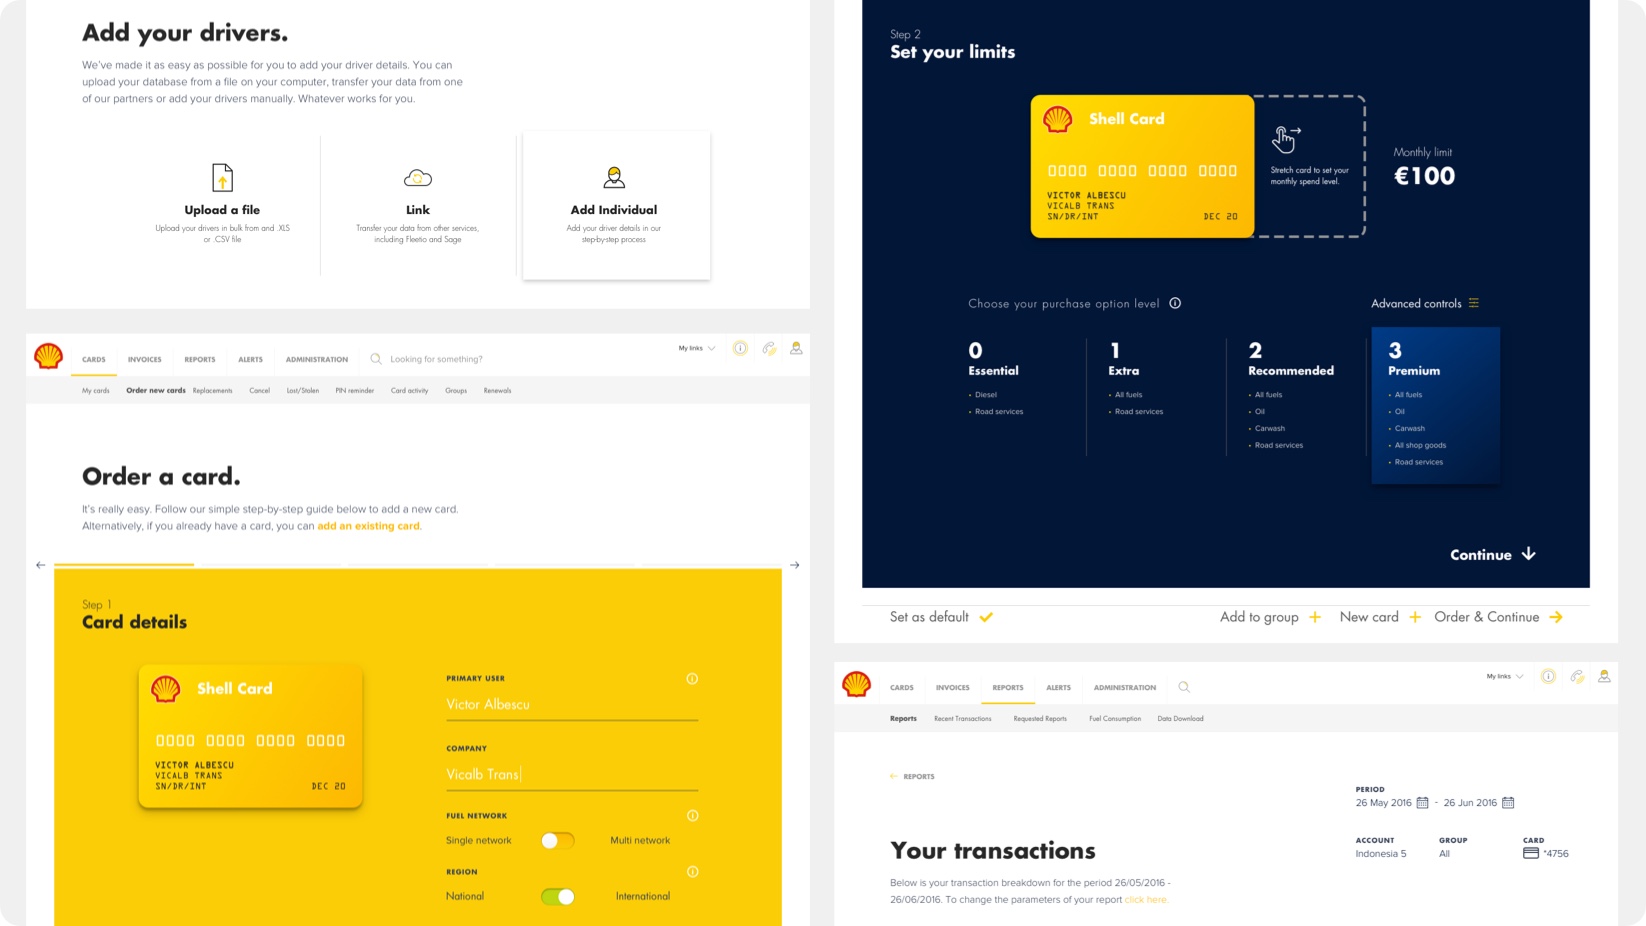 Add your drivers.
We've made it as easy as possible for you to add your driver details. You can
upload your database from a file on your computer, transfer your data from one
of our partners or add your drivers manually. Whatever works for you.
Upload a file
Upload your drivers in bulk from and .XLS
or .CSV file
Link
Transfer your data from other services,
including Fleetio and Sage
Add Individual
Add your driver details in our
step-by-step process
CARDS
INVOICES
REPORTS
ALERTS
ADMINISTRATION
Looking for something?
My links
My cards
Order new cards
Replacements
Cancel
Lost/Stolen
PIN reminder
Card activity
Groups
Renewals
Order a card.
It's really easy. Follow our simple step-by-step guide below to add a new card.
Alternatively, if you already have a card, you can add an existing card.
Step 1
Card details
Shell Card
0000 0000 0000 0000
VICTOR ALBESCU
VICALB TRANS
SN/DR/INT DEC 20
PRIMARY USER
Victor Albescu
COMPANY
Vicalb Trans
FUEL NETWORK
Single network
Multi network
REGION
National
International
Step 2
Set your limits
Shell Card
0000 0000 0000 0000
VICTOR ALBESCU
VICALB TRANS
SN/DR/INT DEC 20
Stretch card to set your
monthly spend level.
Monthly limit
€100
Choose your purchase option level
Advanced controls
0
Essential
• Diesel
• Road services
1
Extra
• All fuels
• Road services
2
Recommended
• All fuels
• Oil
• Carwash
• Road services
3
Premium
• All fuels
• Oil
• Carwash
• All shop goods
• Road services
Continue
Set as default
Add to group
New card
Order & Continue
CARDS
INVOICES
REPORTS
ALERTS
ADMINISTRATION
My links
Reports
Recent Transactions
Requested Reports
Fuel Consumption
Data Download
REPORTS
PERIOD
26 May 2016 - 26 Jun 2016
ACCOUNT
Indonesia 5
GROUP
All
CARD
*4756
Your transactions
Below is your transaction breakdown for the period 26/05/2016 -
26/06/2016. To change the parameters of your report click here.